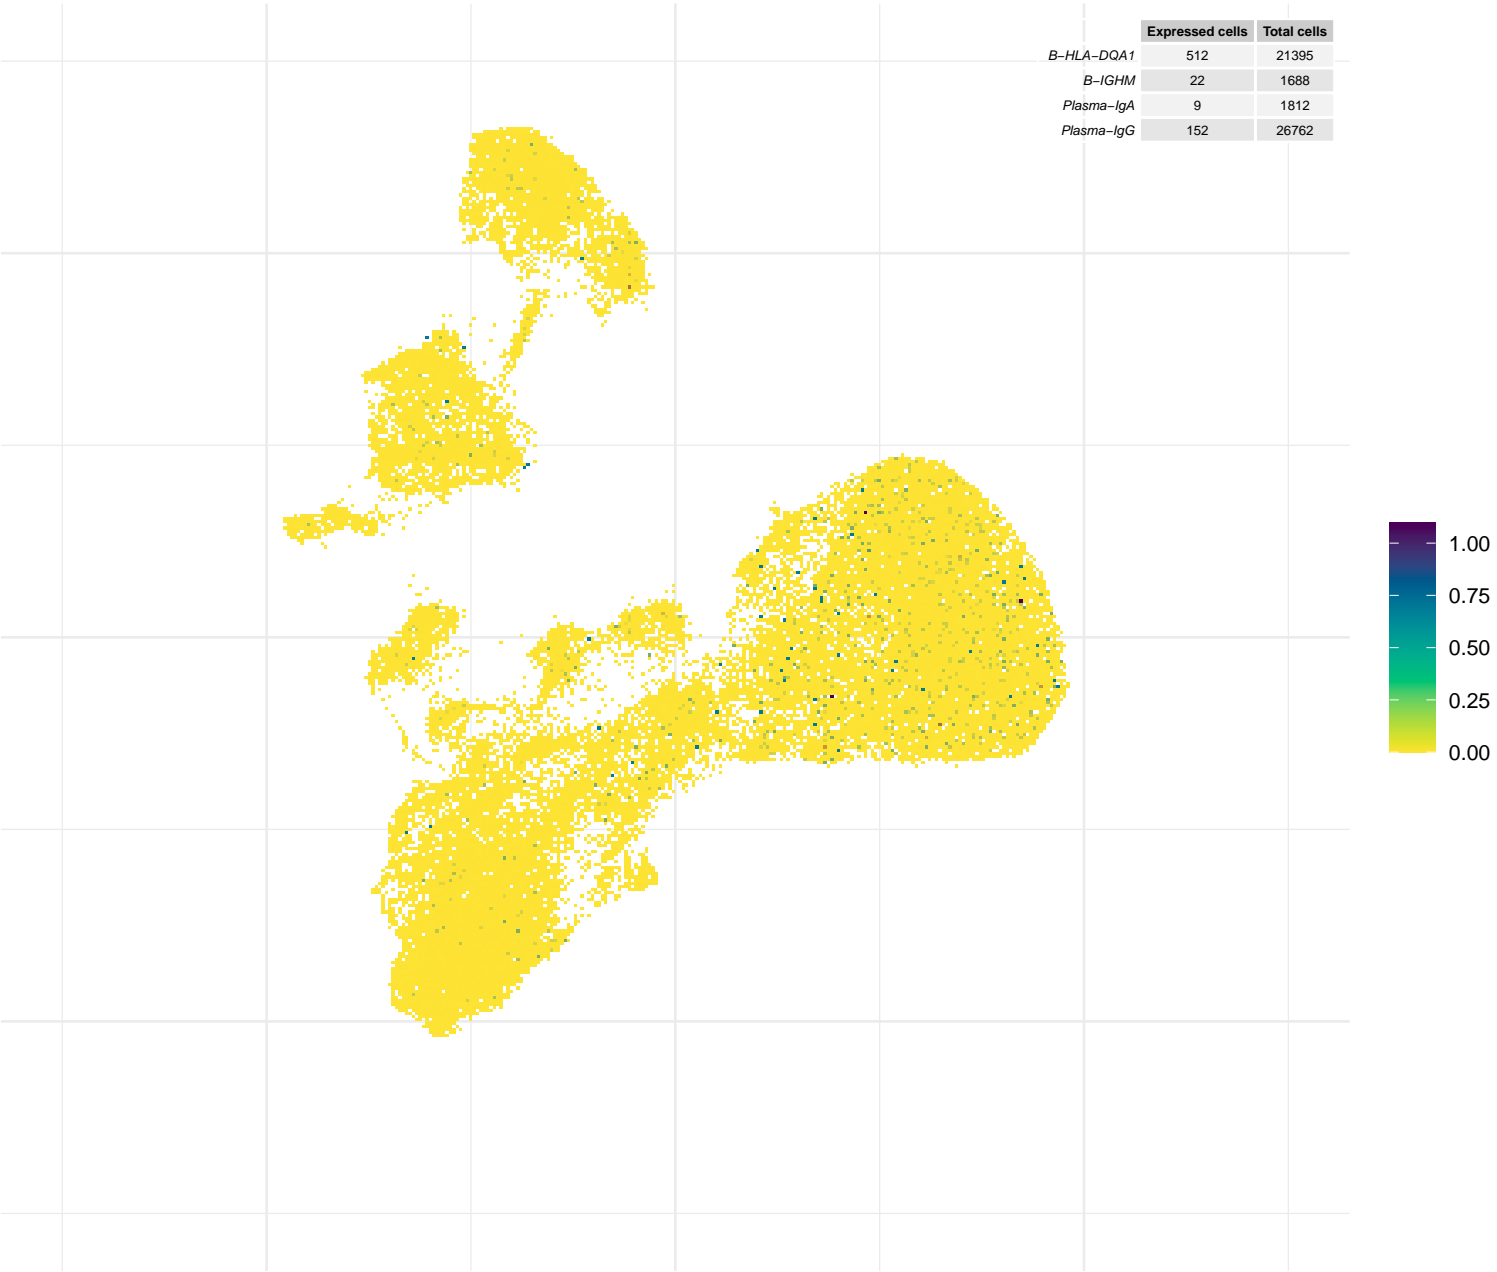 Expressed cells Total cells
B−HLA−DQA1 512 21395
B−IGHM 22 1688
Plasma−IgA 9 1812
Plasma−IgG 152 26762
1.00
0.75
0.50
0.25
0.00